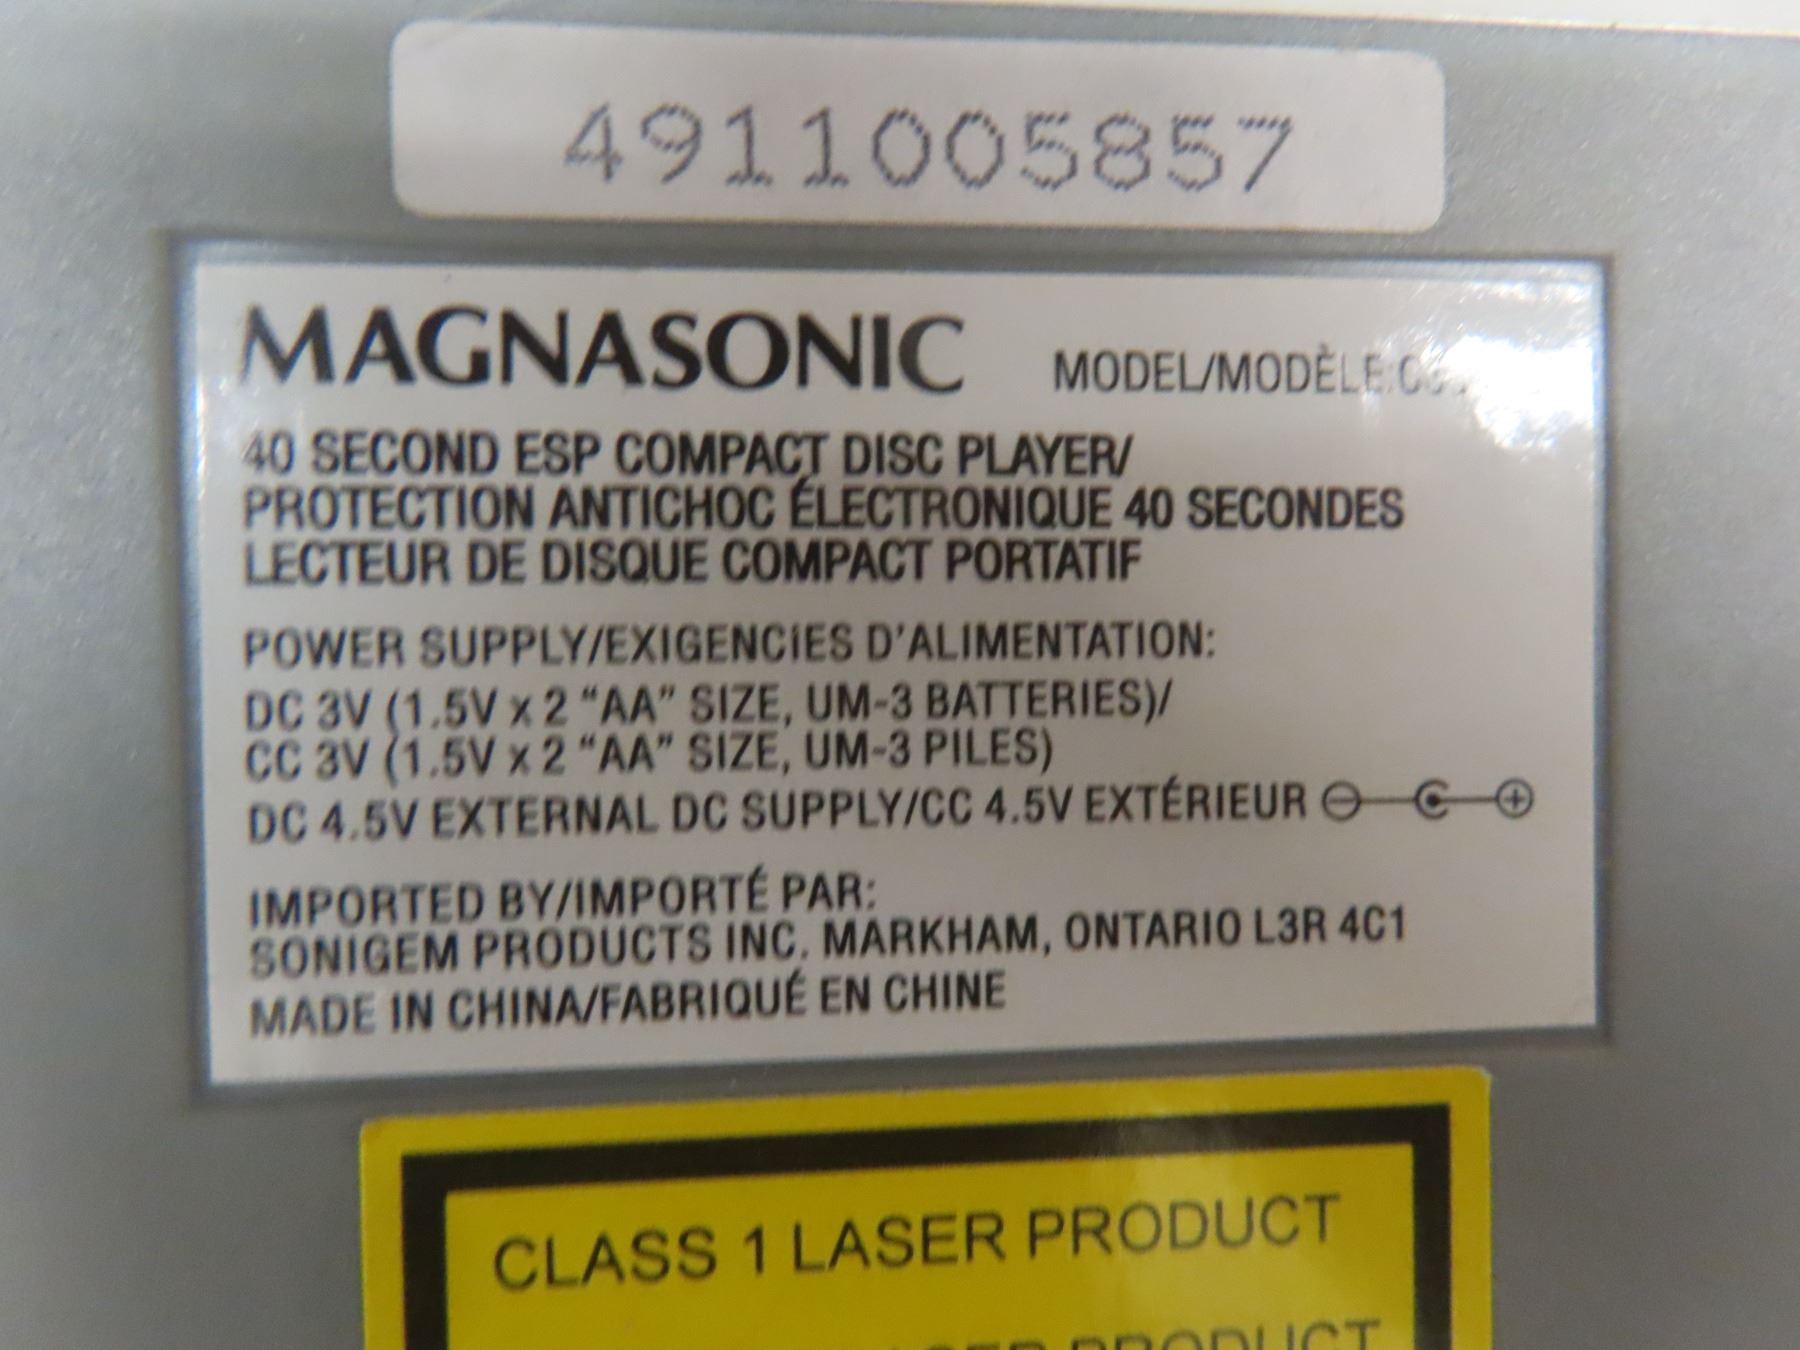 4911005857
MAGNASONIC MODEL/MODÈLE:
40 SECOND ESP COMPACT DISC PLAYER/
PROTECTION ANTICHOC ÉLECTRONIQUE 40 SECONDES
LECTEUR DE DISQUE COMPACT PORTATIF
POWER SUPPLY/EXIGENCIES D'ALIMENTATION:
DC 3V (1.5V x 2 “AA” SIZE, UM-3 BATTERIES)/
CC 3V (1.5V x 2 “AA” SIZE, UM-3 PILES)
DC 4.5V EXTERNAL DC SUPPLY/CC 4.5V EXTÉRIEUR
IMPORTED BY/IMPORTÉ PAR:
SONIGEM PRODUCTS INC. MARKHAM, ONTARIO L3R 4C1
MADE IN CHINA/FABRIQUÉ EN CHINE
CLASS 1 LASER PRODUCT
PRODUCT